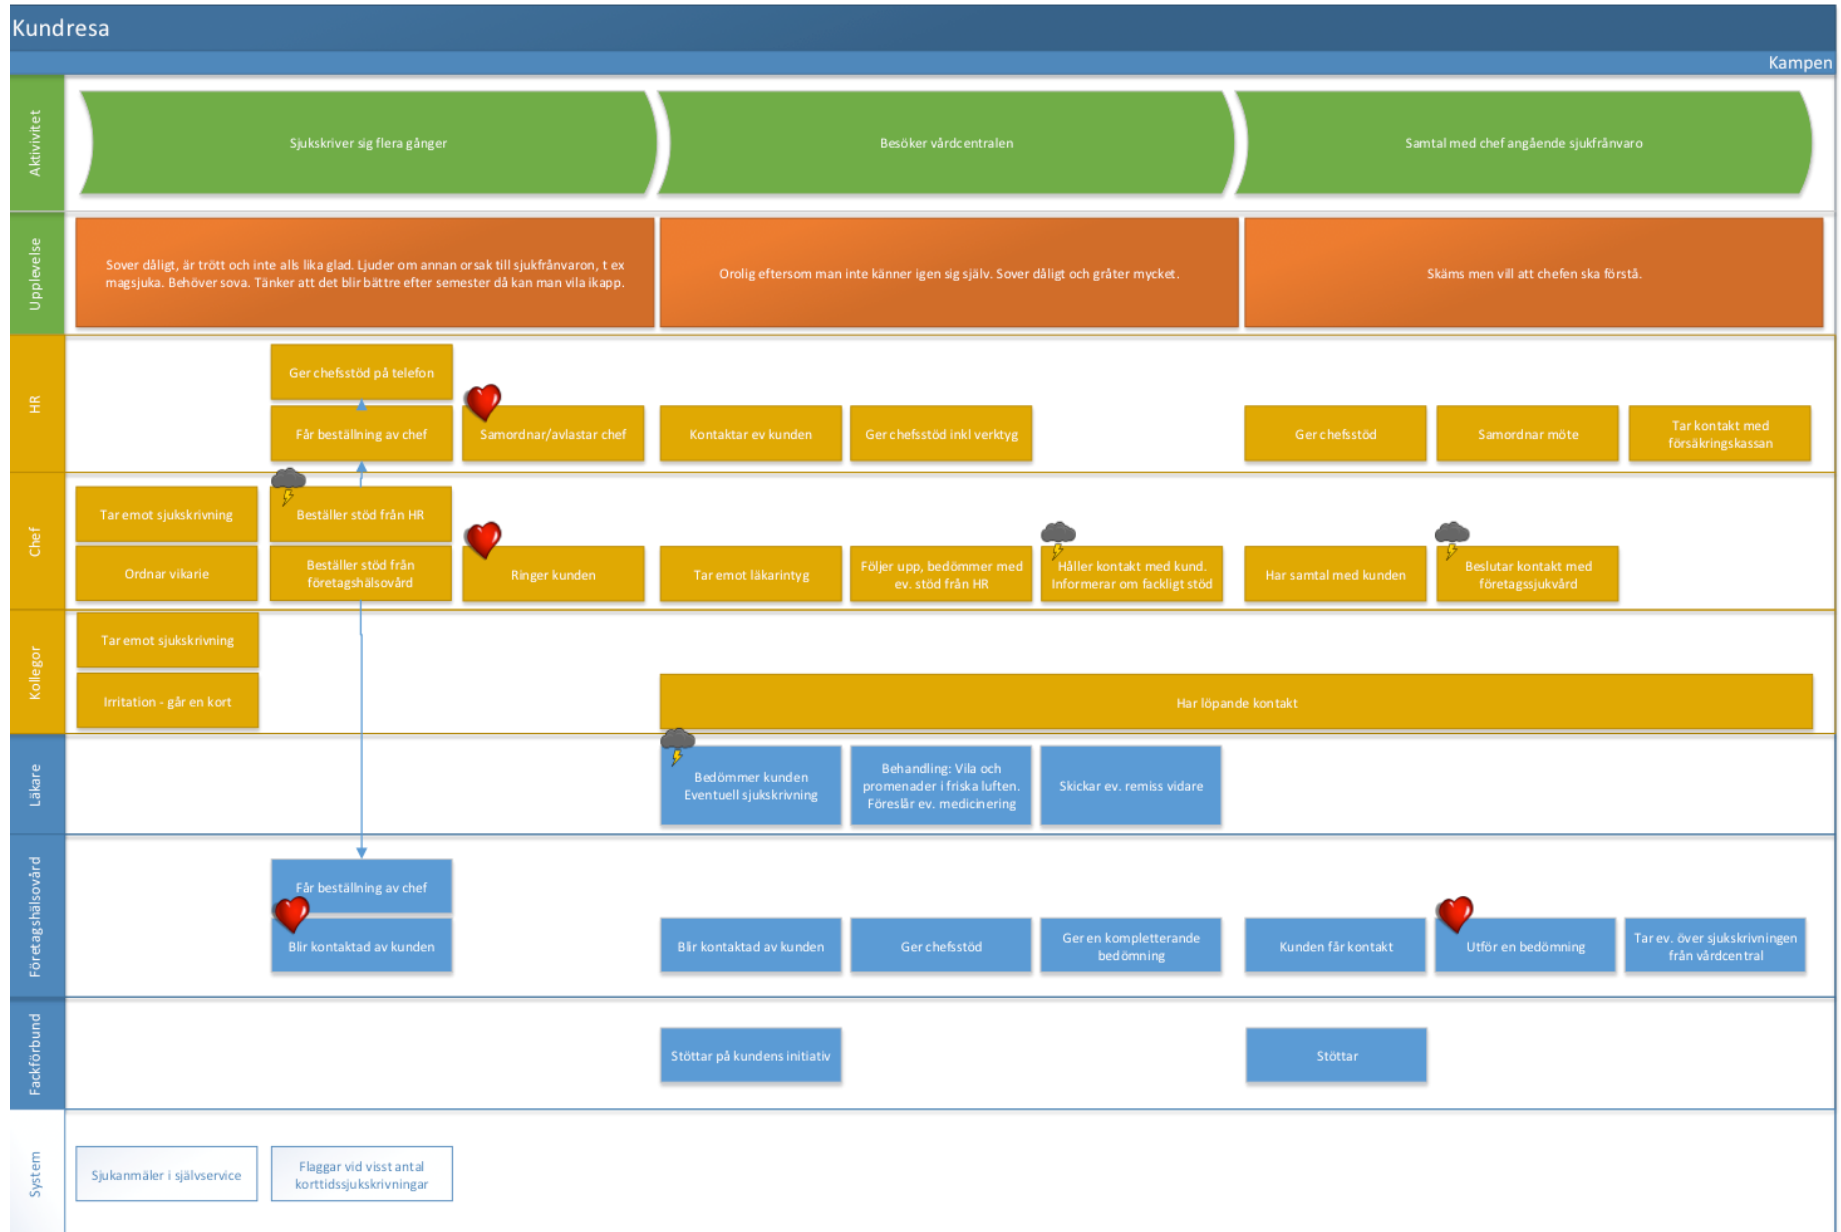 Kundresa
Kampen
Aktivivitet
Sjukskriver sig flera gånger
Besöker vårdcentralen
Samtal med chef angående sjukfrånvaro
Upplevelse
Sover dåligt, är trött och inte alls lika glad. Ljuder om annan orsak till sjukfrånvaron, t ex
magsjuka. Behöver sova. Tänker att det blir bättre efter semester då kan man vila ikapp.
Orolig eftersom man inte känner igen sig själv. Sover dåligt och gråter mycket.
Skäms men vill att chefen ska förstå.
HR
Ger chefsstöd på telefon
Får beställning av chef
Samordnar/avlastar chef
Kontaktar ev kunden
Ger chefsstöd inkl verktyg
Ger chefsstöd
Samordnar möte
Tar kontakt med
försäkringskassan
Chef
Tar emot sjukskrivning
Beställer stöd från HR
Ordnar vikarie
Beställer stöd från
företagshälsovård
Ringer kunden
Tar emot läkarintyg
Följer upp, bedömmer med
ev. stöd från HR
Håller kontakt med kund.
Informerar om fackligt stöd
Har samtal med kunden
Beslutar kontakt med
företagssjukvård
Kollegor
Tar emot sjukskrivning
Irritation - går en kort
Har löpande kontakt
Läkare
Bedömmer kunden
Eventuell sjukskrivning
Behandling: Vila och
promenader i friska luften.
Föreslår ev. medicinering
Skickar ev. remiss vidare
Företagshälsovård
Får beställning av chef
Blir kontaktad av kunden
Blir kontaktad av kunden
Ger chefsstöd
Ger en kompletterande
bedömning
Kunden får kontakt
Utför en bedömning
Tar ev. över sjukskrivningen
från vårdcentral
Fackförbund
Stöttar på kundens initiativ
Stöttar
System
Sjukanmäler i självservice
Flaggar vid visst antal
korttidssjukskrivningar